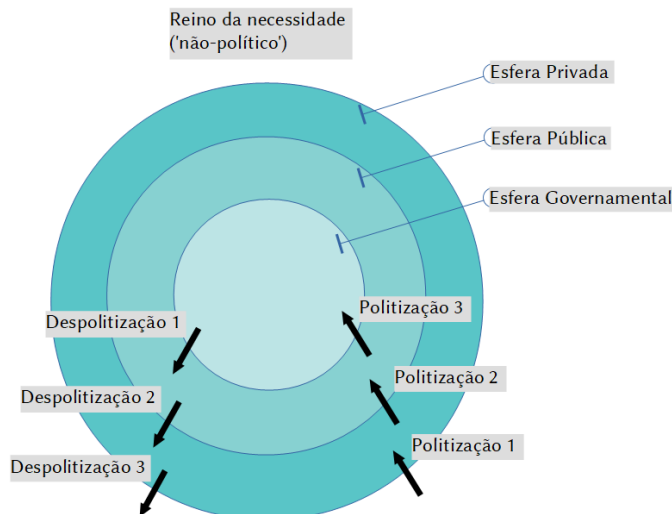 Reino da necessidade
('não-político')
Esfera Privada
Esfera Pública
Esfera Governamental
Politização 3
Despolitização 1
Politização 2
Despolitização 2
Politização 1
Despolitização 3